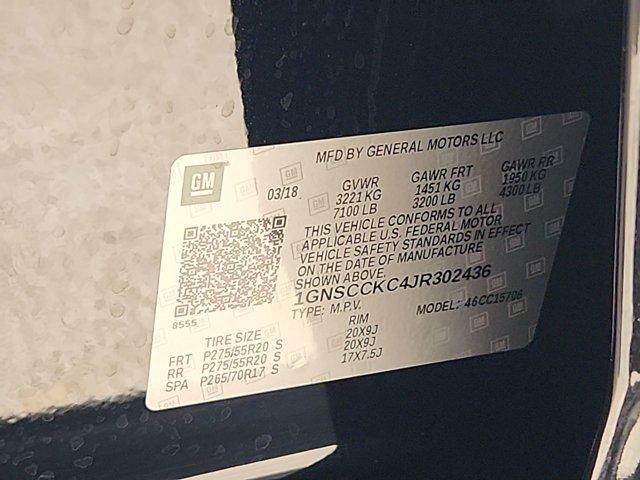 MFD BY GENERAL MOTORS LLC
GM
03/18
GVWR GAWR FRT GAWR RR
3221 KG 1451 KG 1950 KG
7100 LB 3200 LB 4300 LB
THIS VEHICLE CONFORMS TO ALL
APPLICABLE U.S. FEDERAL MOTOR
VEHICLE SAFETY STANDARDS IN EFFECT
ON THE DATE OF MANUFACTURE
SHOWN ABOVE.
1GNSCCKC4JR302436
TYPE: M.P.V. MODEL: 46CC15706
8555
TIRE SIZE RIM
FRT P275/55R20 S 20X9J
RR P275/55R20 S 20X9J
SPA P265/70R17 S 17X7.5J